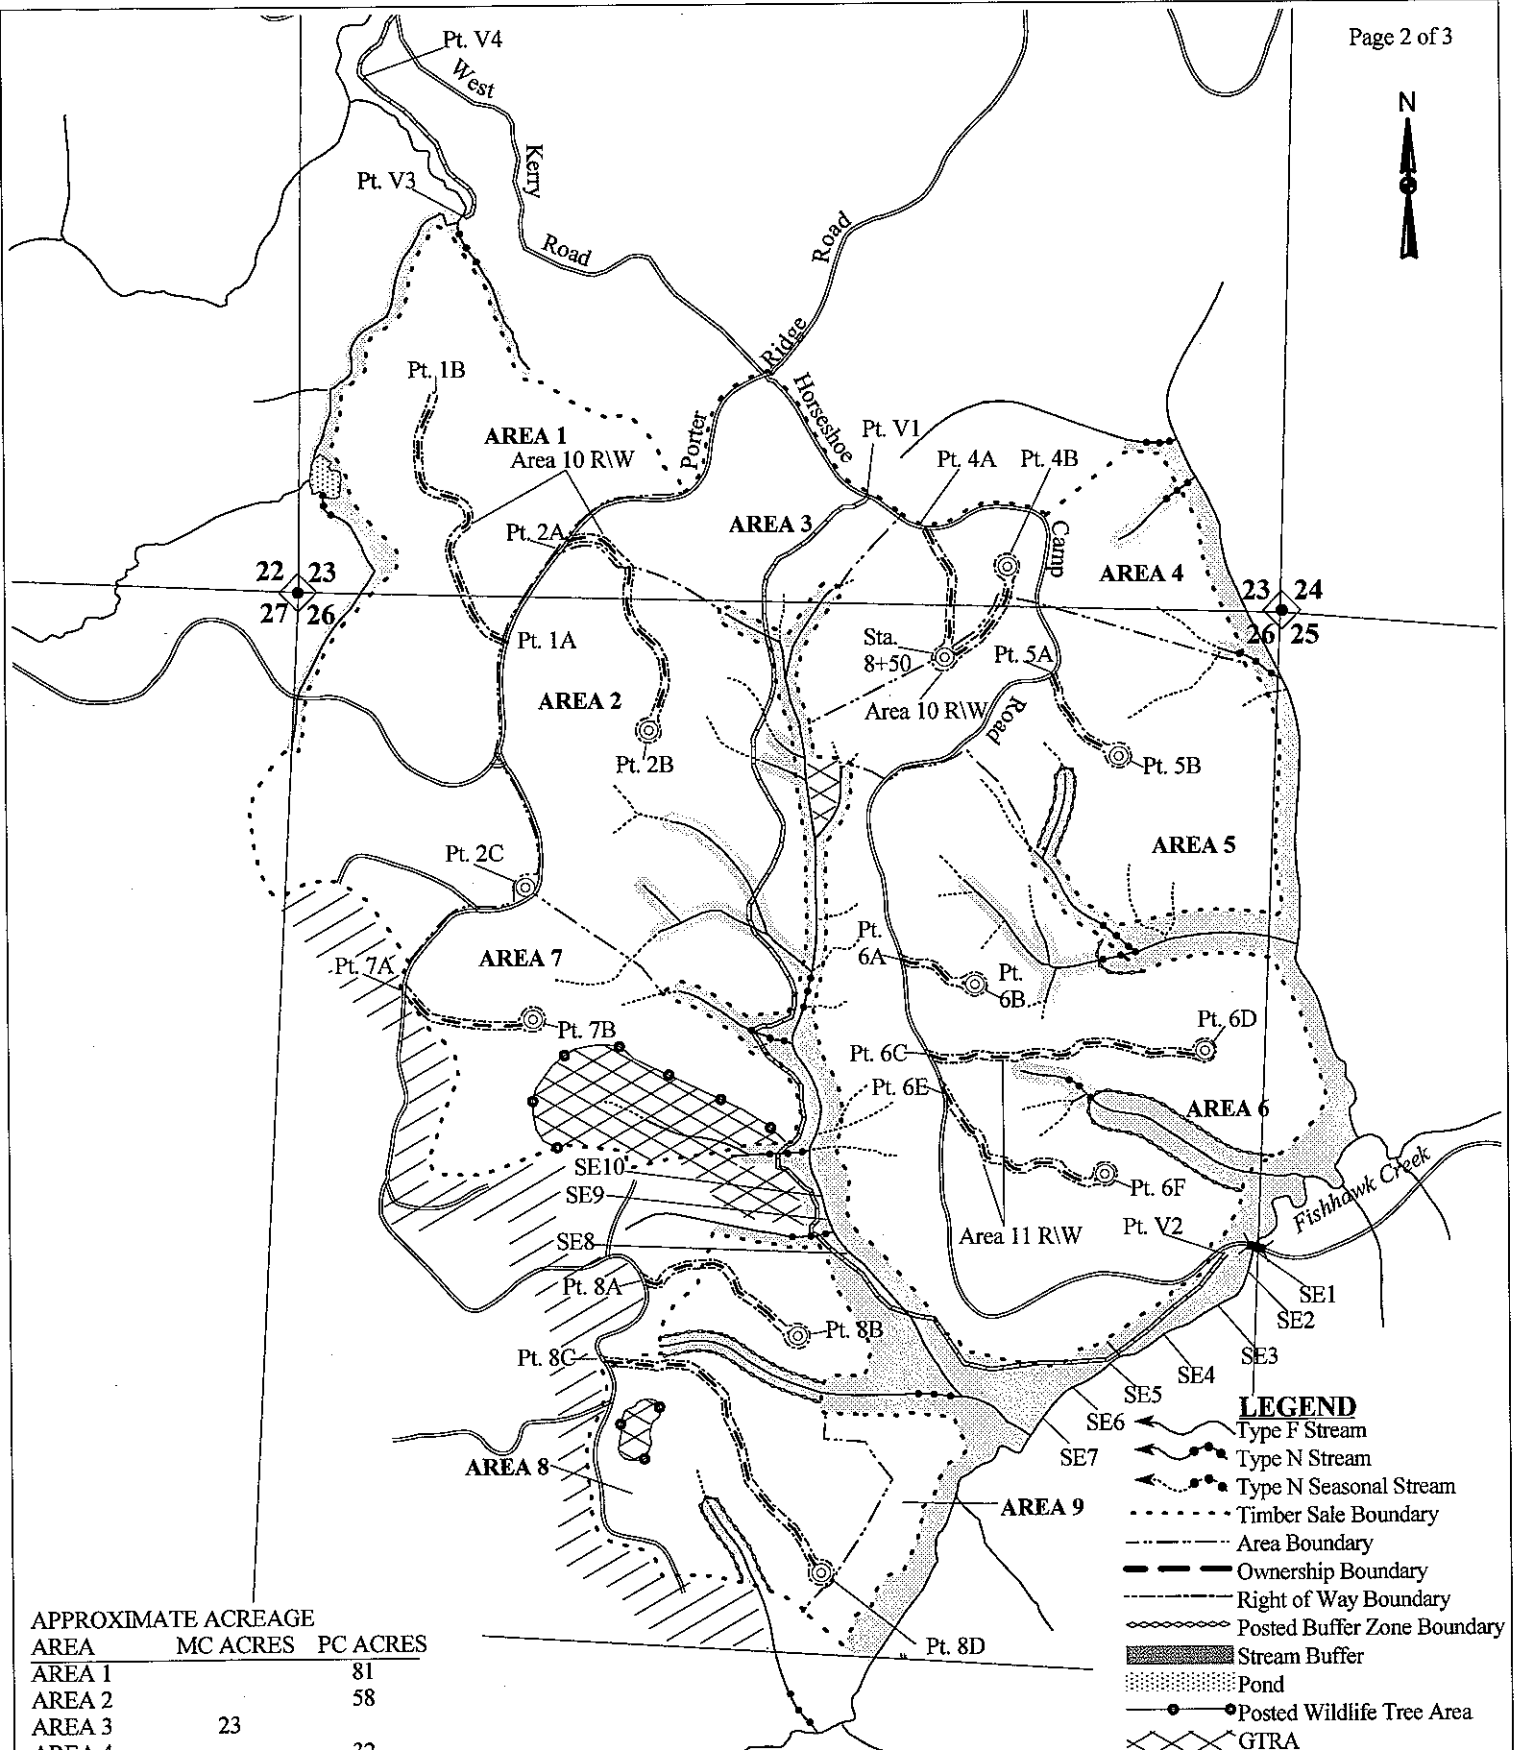 Page 2 of 3
N
Pt. V4
West
Kerry
Road
Pt. V3
Road
Ridge
Porter
Horseshoe
Camp
Road
Pt. 1B
AREA 1
Area 10 R\W
Pt. V1
Pt. 4A
Pt. 4B
Pt. 2A
AREA 3
AREA 4
22 23
27 26
23 24
26 25
Pt. 1A
Sta.
8+50
Pt. 5A
AREA 2
Area 10 R\W
Pt. 2B
Pt. 5B
Pt. 2C
AREA 5
AREA 7
Pt.
6A
Pt. 7A
Pt.
6B
Pt. 7B
Pt. 6D
Pt. 6C
Pt. 6E
AREA 6
SE10
SE9
Pt. 6F
Fishhawk Creek
SE8
Area 11 R\W
Pt. V2
Pt. 8A
SE1
SE2
Pt. 8B
SE3
Pt. 8C
SE4
SE5
SE6
SE7
AREA 8
AREA 9
Pt. 8D
LEGEND
Type F Stream
Type N Stream
Type N Seasonal Stream
Timber Sale Boundary
Area Boundary
Ownership Boundary
Right of Way Boundary
Posted Buffer Zone Boundary
Stream Buffer
Pond
Posted Wildlife Tree Area
GTRA
APPROXIMATE ACREAGE
AREA MC ACRES PC ACRES
AREA 1 81
AREA 2 58
AREA 3 23
AREA 4 32